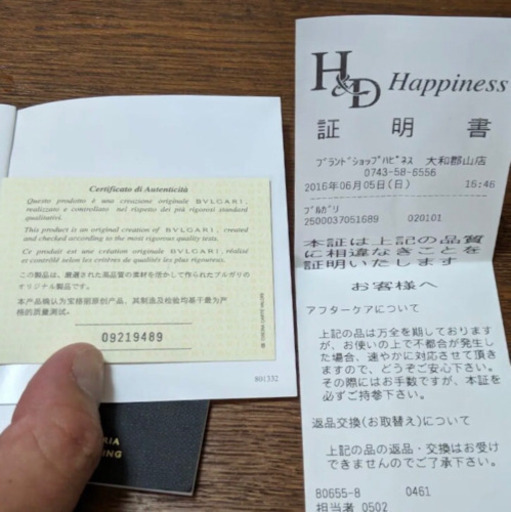 Certificato di Autenticità
Questo prodotto è una creazione originale BVLGARI,
realizzato e controllato nel rispetto dei più rigorosi standard
qualitativi.
This product is an original creation of BVLGARI, created
and checked according to the most rigorous quality tests.
Ce produit est une création originale BVLGARI, réalisé
et contrôlé selon les critères de qualité les plus rigoureux.
この製品は、厳選された高品質の素材を活かして作られたブルガリの
オリジナル製品です。
本产品确认为宝格丽原创产品，其制造及检验均基于最为严
格的质量测试。
09219489
801332
RIA
ING
H&D Happiness
証明書
ブランドショップハピネス 大和郡山店
0743-58-6556
2016年06月05日(日) 16:46
ブルガリ
2500037051689 020101
本証は上記の品質
に相違なきことを
証明いたします
お客様へ
アフターケアについて
上記の品は万全を期しております
が、お使いの上で不都合が発生し
た場合、速やかに対応させて頂き
ますので、どうぞご安心下さい。
その際にはお手数ですが、本証を
必ずご持参下さい。
返品交換(お取替え)について
上記の品の返品・交換はお受け
できませんのでご了承下さい。
80655-8 0461
担当者 0502